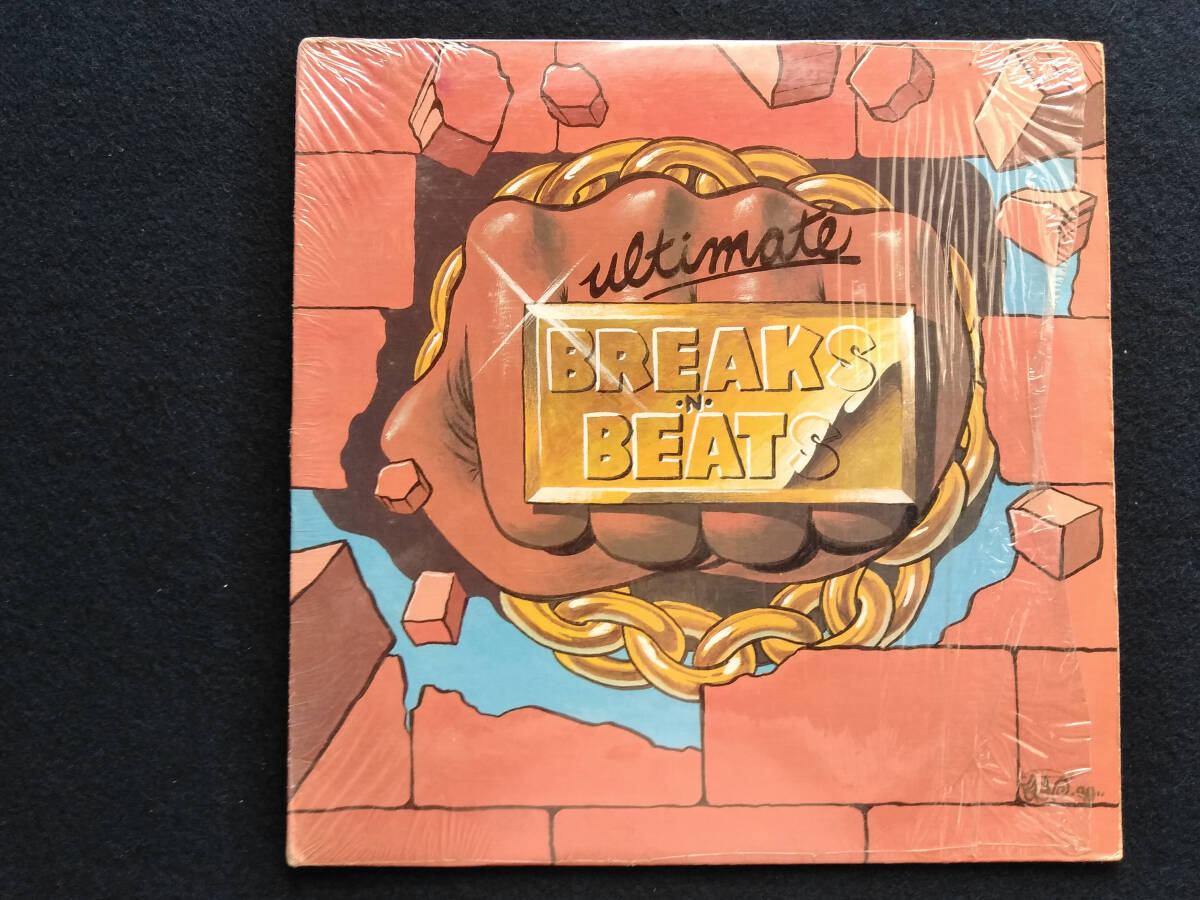 ultimate
BREAKS
·N·
BEATS